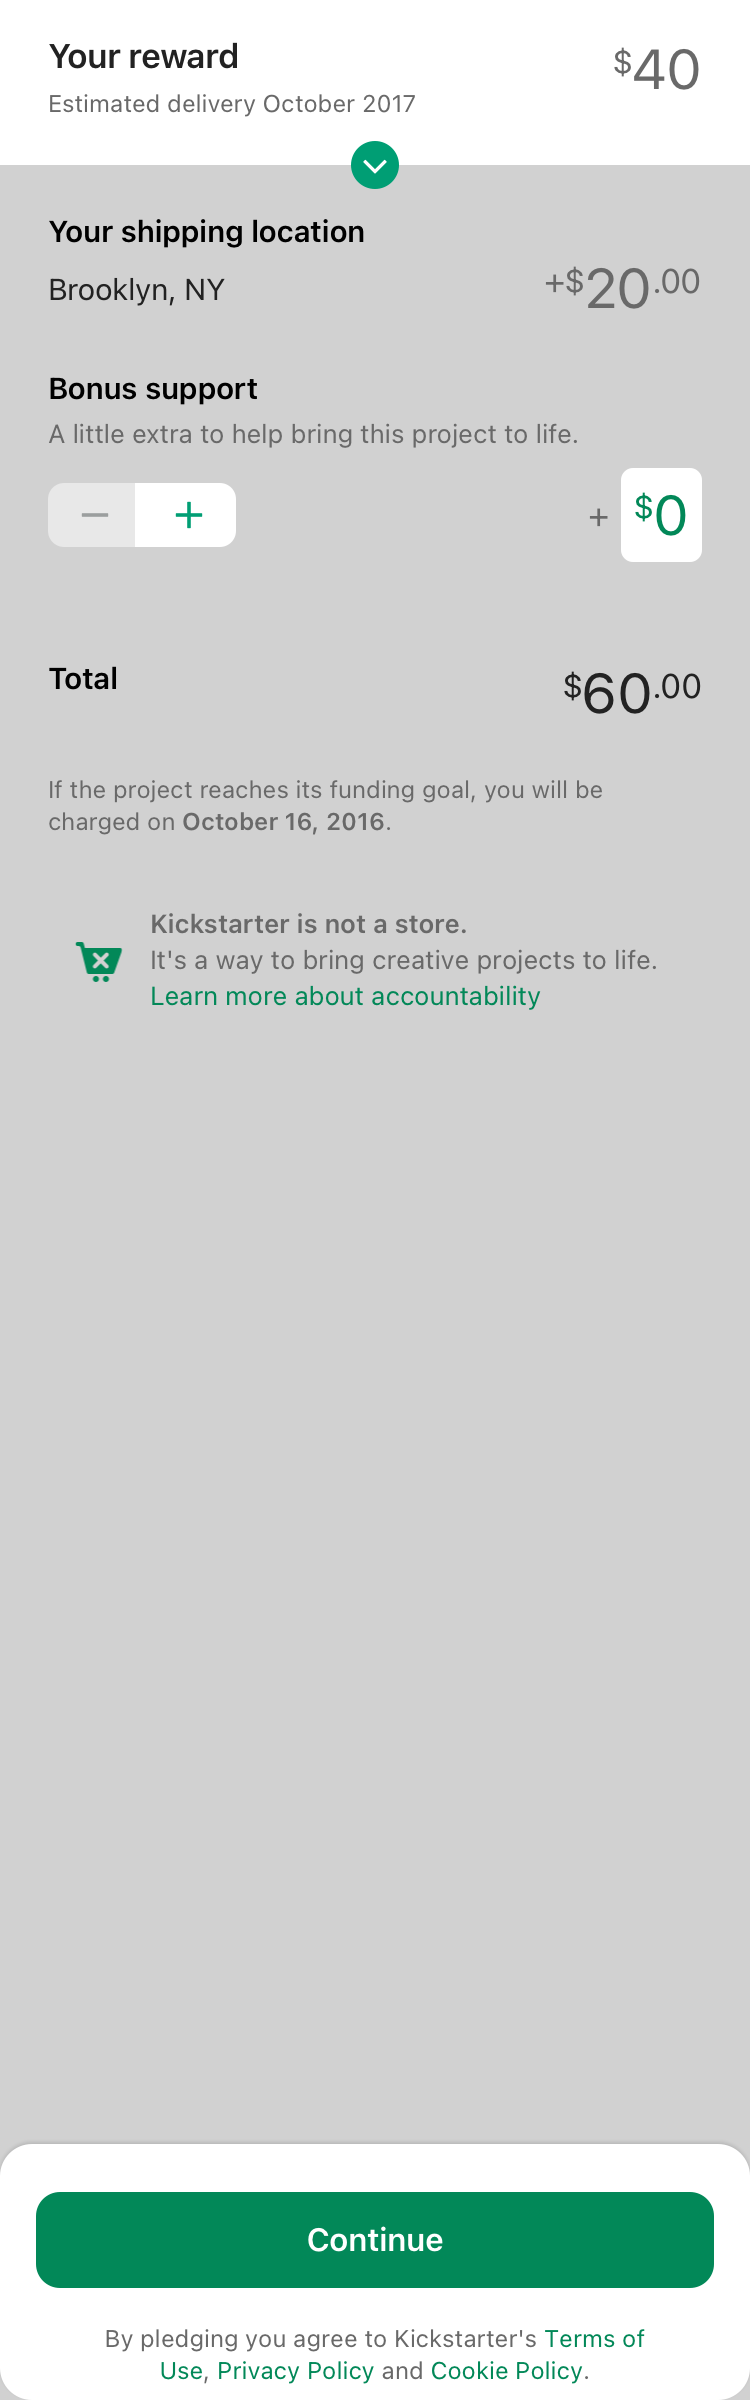 Your reward
$40
Estimated delivery October 2017
Your shipping location
Brooklyn, NY
+$20.00
Bonus support
A little extra to help bring this project to life.
− +
+ $0
Total
$60.00
If the project reaches its funding goal, you will be
charged on October 16, 2016.
Kickstarter is not a store.
It's a way to bring creative projects to life.
Learn more about accountability
Continue
By pledging you agree to Kickstarter's Terms of
Use, Privacy Policy and Cookie Policy.